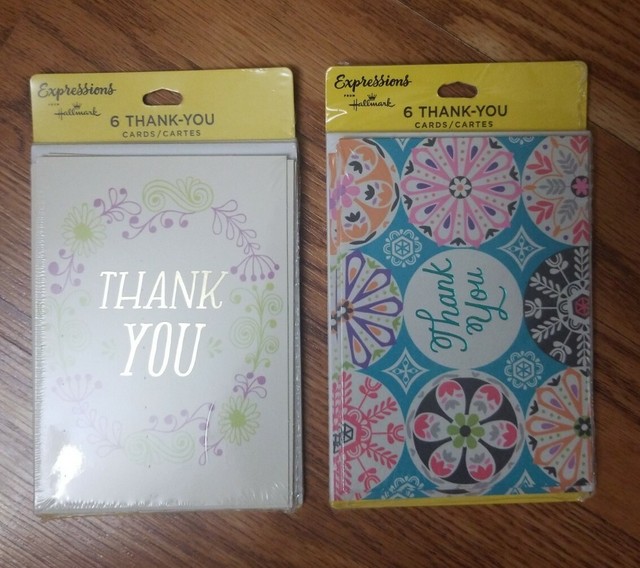 Expressions
FROM
Hallmark
6 THANK-YOU
CARDS/CARTES
THANK
YOU
Expressions
FROM
Hallmark
6 THANK-YOU
CARDS/CARTES
Thank
You